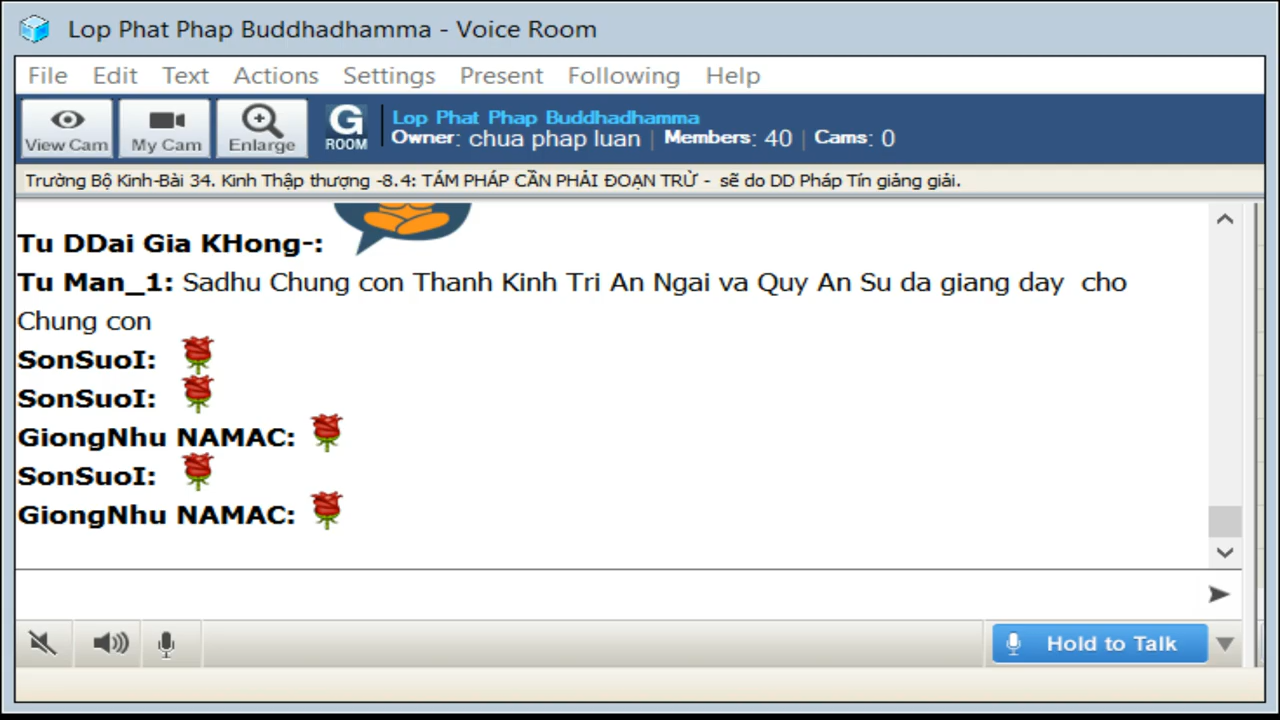 Lop Phat Phap Buddhadhamma - Voice Room
File Edit Text Actions Settings Present Following Help
View Cam My Cam Enlarge G ROOM
Lop Phat Phap Buddhadhamma
Owner: chua phap luan | Members: 40 | Cams: 0
Trường Bộ Kinh-Bài 34. Kinh Thập thượng -8.4: TÁM PHÁP CẦN PHẢI ĐOẠN TRỪ - sẽ do DD Pháp Tín giảng giải.
Tu DDai Gia KHong-:
Tu Man_1: Sadhu Chung con Thanh Kinh Tri An Ngai va Quy An Su da giang day cho
Chung con
SonSuoI:
SonSuoI:
GiongNhu NAMAC:
SonSuoI:
GiongNhu NAMAC:
Hold to Talk